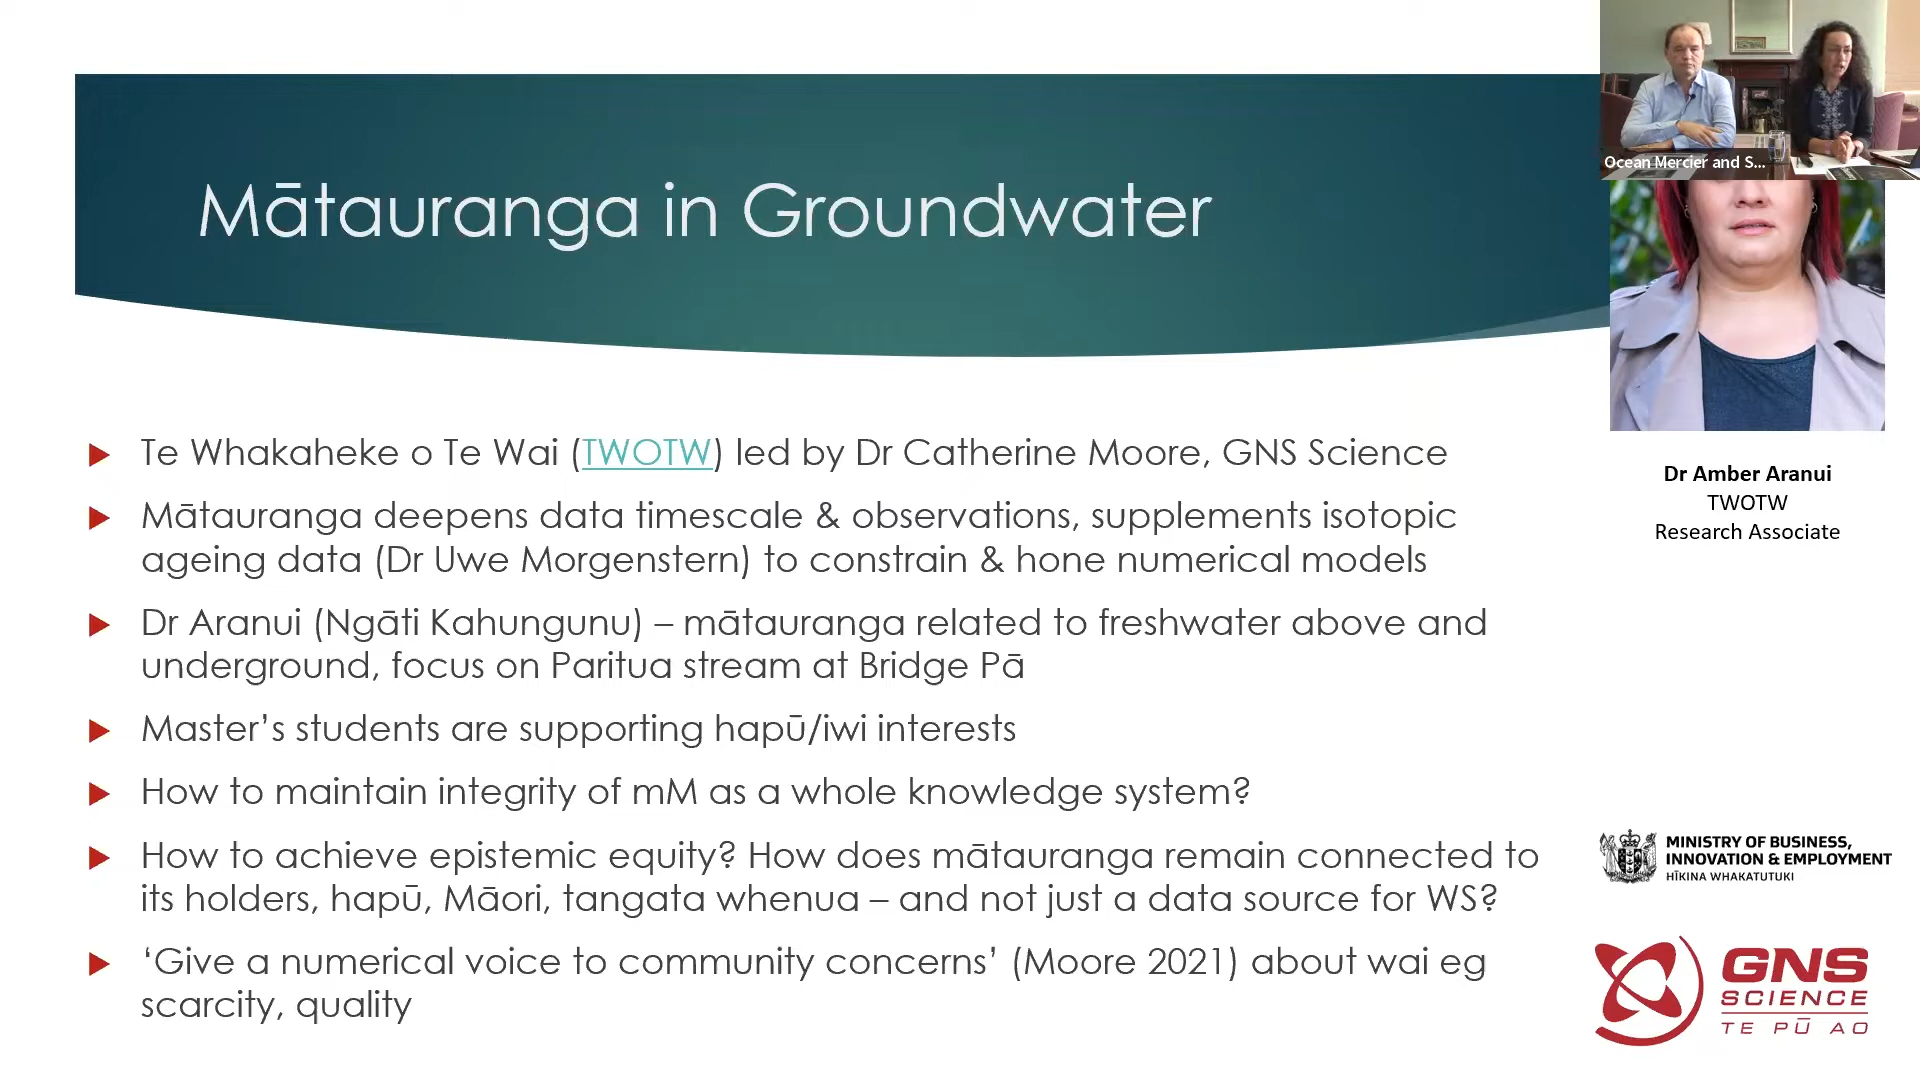 Mātauranga in Groundwater
Ocean Mercier and S...
Te Whakaheke o Te Wai (TWOTW) led by Dr Catherine Moore, GNS Science
Mātauranga deepens data timescale & observations, supplements isotopic
ageing data (Dr Uwe Morgenstern) to constrain & hone numerical models
Dr Aranui (Ngāti Kahungunu) – mātauranga related to freshwater above and
underground, focus on Paritua stream at Bridge Pā
Master’s students are supporting hapū/iwi interests
How to maintain integrity of mM as a whole knowledge system?
How to achieve epistemic equity? How does mātauranga remain connected to
its holders, hapū, Māori, tangata whenua – and not just a data source for WS?
‘Give a numerical voice to community concerns’ (Moore 2021) about wai eg
scarcity, quality
Dr Amber Aranui
TWOTW
Research Associate
MINISTRY OF BUSINESS,
INNOVATION & EMPLOYMENT
HĪKINA WHAKATUTUKI
GNS
SCIENCE
TE PŪ AO